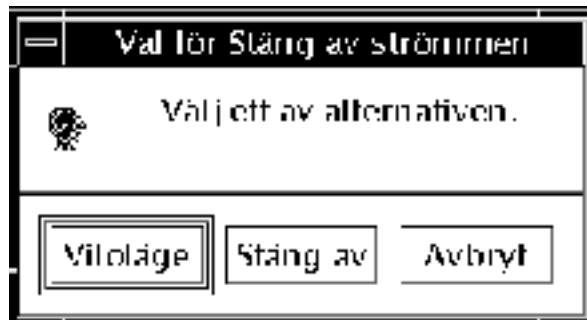 Val för Stäng av strömmen
Välj ett av alternativen.
Viloläge
Stäng av
Avbryt